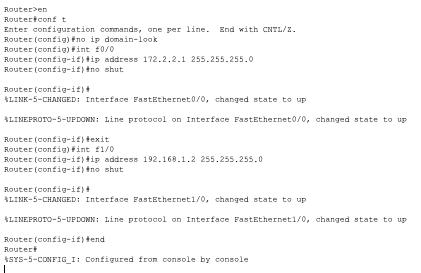 Router>en
Router#conf t
Enter configuration commands, one per line.  End with CNTL/Z.
Router(config)#no ip domain-look
Router(config)#int f0/0
Router(config-if)#ip address 172.2.2.1 255.255.255.0
Router(config-if)#no shut
Router(config-if)#
%LINK-5-CHANGED: Interface FastEthernet0/0, changed state to up
%LINEPROTO-5-UPDOWN: Line protocol on Interface FastEthernet0/0, changed state to up
Router(config-if)#exit
Router(config)#int f1/0
Router(config-if)#ip address 192.168.1.2 255.255.255.0
Router(config-if)#no shut
Router(config-if)#
%LINK-5-CHANGED: Interface FastEthernet1/0, changed state to up
%LINEPROTO-5-UPDOWN: Line protocol on Interface FastEthernet1/0, changed state to up
Router(config-if)#end
Router#
%SYS-5-CONFIG_I: Configured from console by console